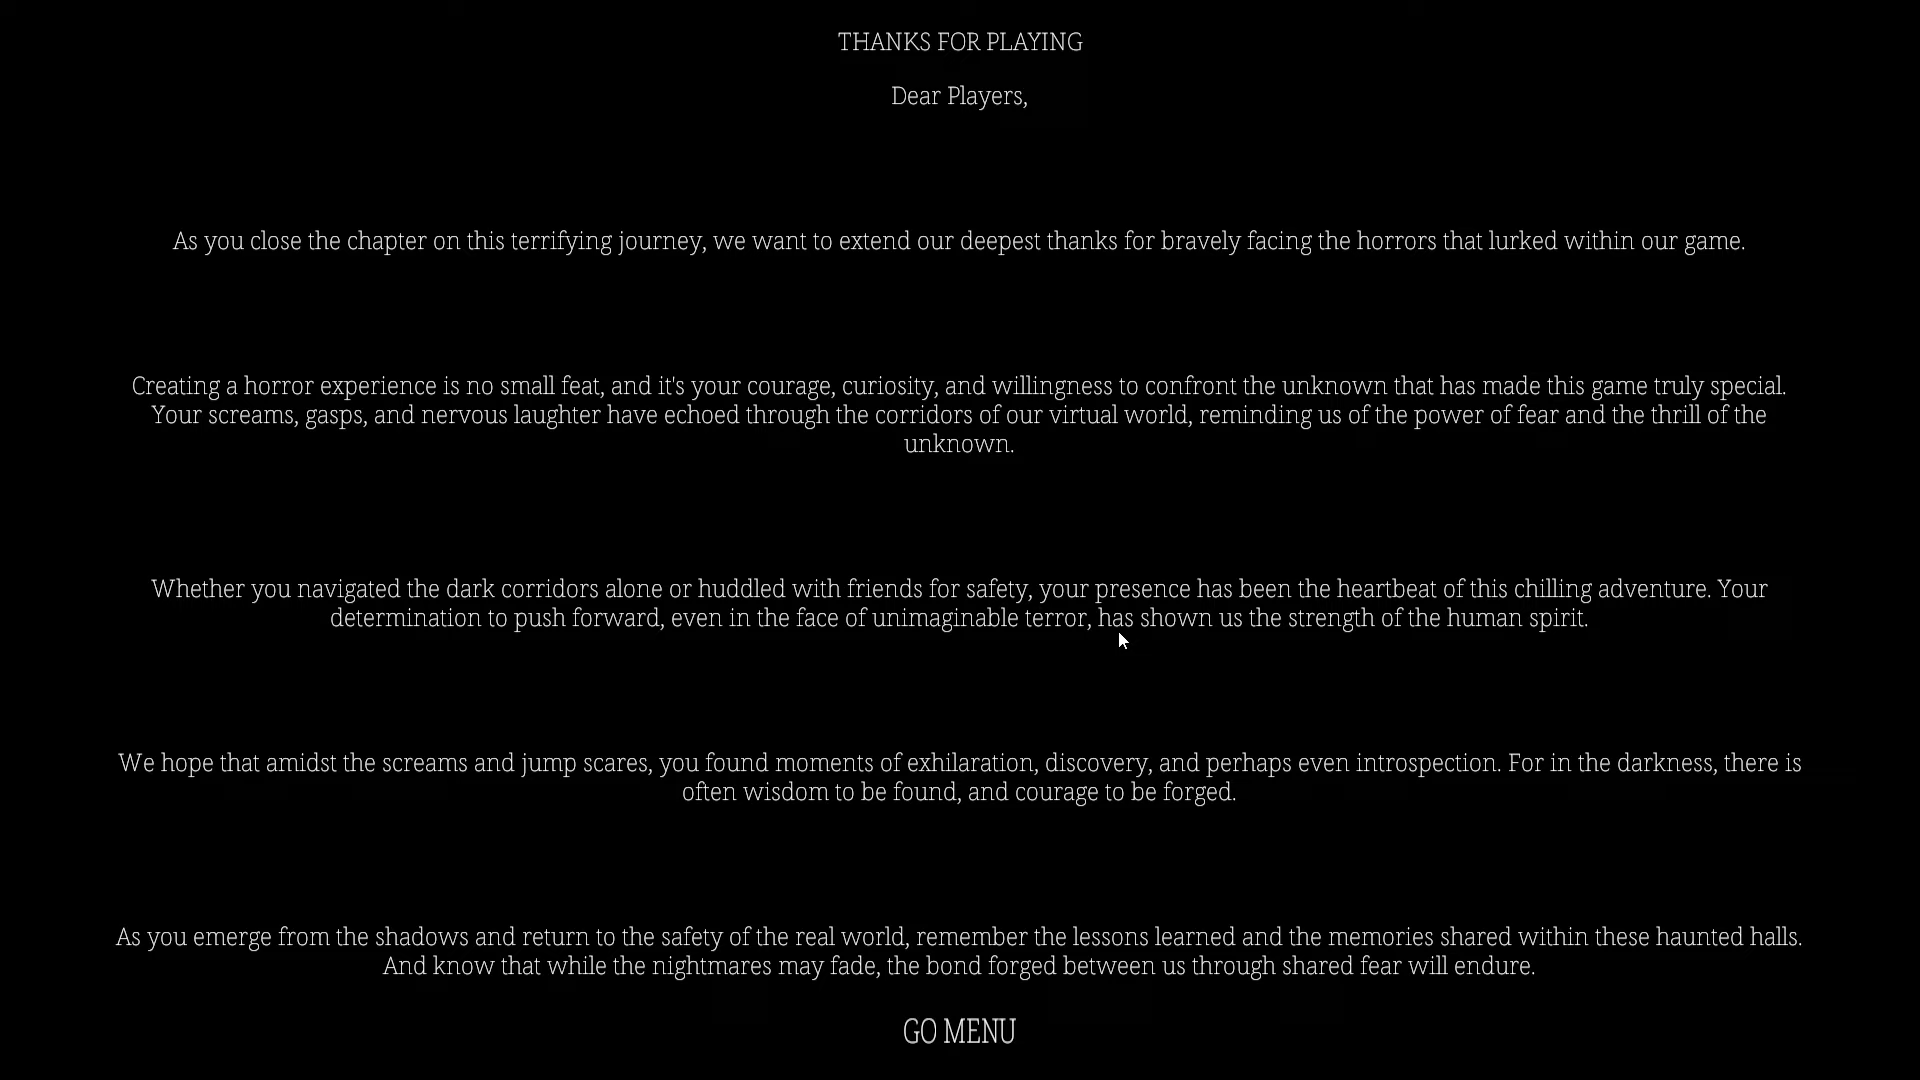 THANKS FOR PLAYING
Dear Players,
As you close the chapter on this terrifying journey, we want to extend our deepest thanks for bravely facing the horrors that lurked within our game.
Creating a horror experience is no small feat, and it's your courage, curiosity, and willingness to confront the unknown that has made this game truly special.
Your screams, gasps, and nervous laughter have echoed through the corridors of our virtual world, reminding us of the power of fear and the thrill of the
unknown.
Whether you navigated the dark corridors alone or huddled with friends for safety, your presence has been the heartbeat of this chilling adventure. Your
determination to push forward, even in the face of unimaginable terror, has shown us the strength of the human spirit.
We hope that amidst the screams and jump scares, you found moments of exhilaration, discovery, and perhaps even introspection. For in the darkness, there is
often wisdom to be found, and courage to be forged.
As you emerge from the shadows and return to the safety of the real world, remember the lessons learned and the memories shared within these haunted halls.
And know that while the nightmares may fade, the bond forged between us through shared fear will endure.
GO MENU